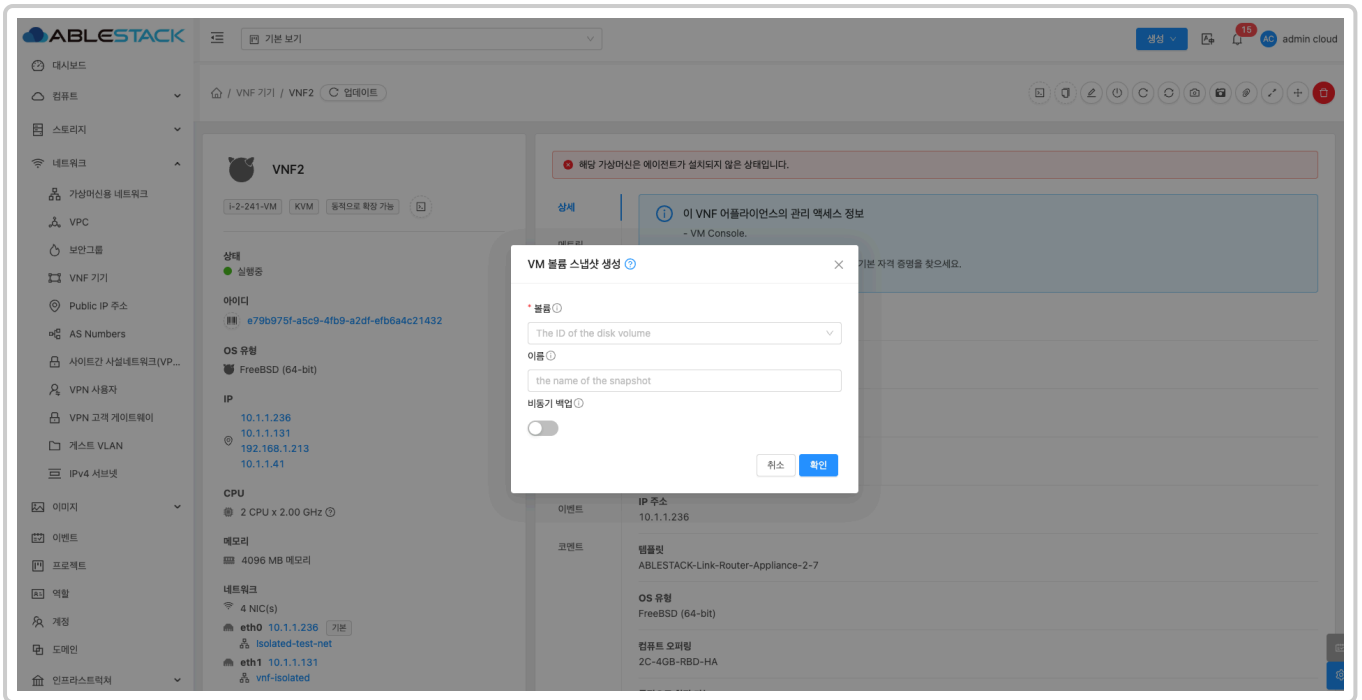 ABLESTACK
기본 보기
생성
15
AC
admin cloud
대시보드
컴퓨트
스토리지
네트워크
가상머신용 네트워크
VPC
보안그룹
VNF 기기
Public IP 주소
AS Numbers
사이트간 사설네트워크(VP...
VPN 사용자
VPN 고객 게이트웨이
게스트 VLAN
IPv4 서브넷
이미지
이벤트
프로젝트
역할
계정
도메인
인프라스트럭쳐
/ VNF 기기 / VNF2 업데이트
VNF2
i-2-241-VM KVM 동적으로 확장 가능
상태
실행중
아이디
e79b975f-a5c9-4fb9-a2df-efb6a4c21432
OS 유형
FreeBSD (64-bit)
IP
10.1.1.236
10.1.1.131
192.168.1.213
10.1.1.41
CPU
2 CPU x 2.00 GHz
메모리
4096 MB 메모리
네트워크
4 NIC(s)
eth0 10.1.1.236 기본
Isolated-test-net
eth1 10.1.1.131
vnf-isolated
해당 가상머신은 에이전트가 설치되지 않은 상태입니다.
상세
이 VNF 어플라이언스의 관리 액세스 정보
- VM Console.
기본 자격 증명을 찾으세요.
VM 볼륨 스냅샷 생성
* 볼륨
The ID of the disk volume
이름
the name of the snapshot
비동기 백업
취소 확인
이벤트
코멘트
IP 주소
10.1.1.236
템플릿
ABLESTACK-Link-Router-Appliance-2-7
OS 유형
FreeBSD (64-bit)
컴퓨트 오퍼링
2C-4GB-RBD-HA